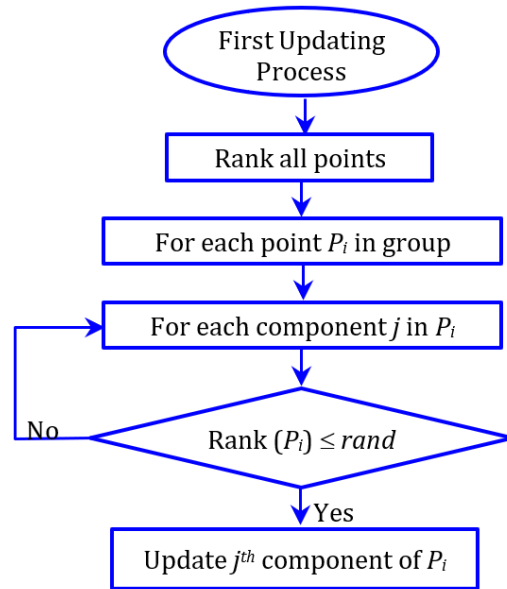 First Updating
Process
Rank all points
For each point Pᵢ in group
For each component j in Pᵢ
Rank (Pᵢ) ≤ rand
No
Yes
Update jᵗʰ component of Pᵢ